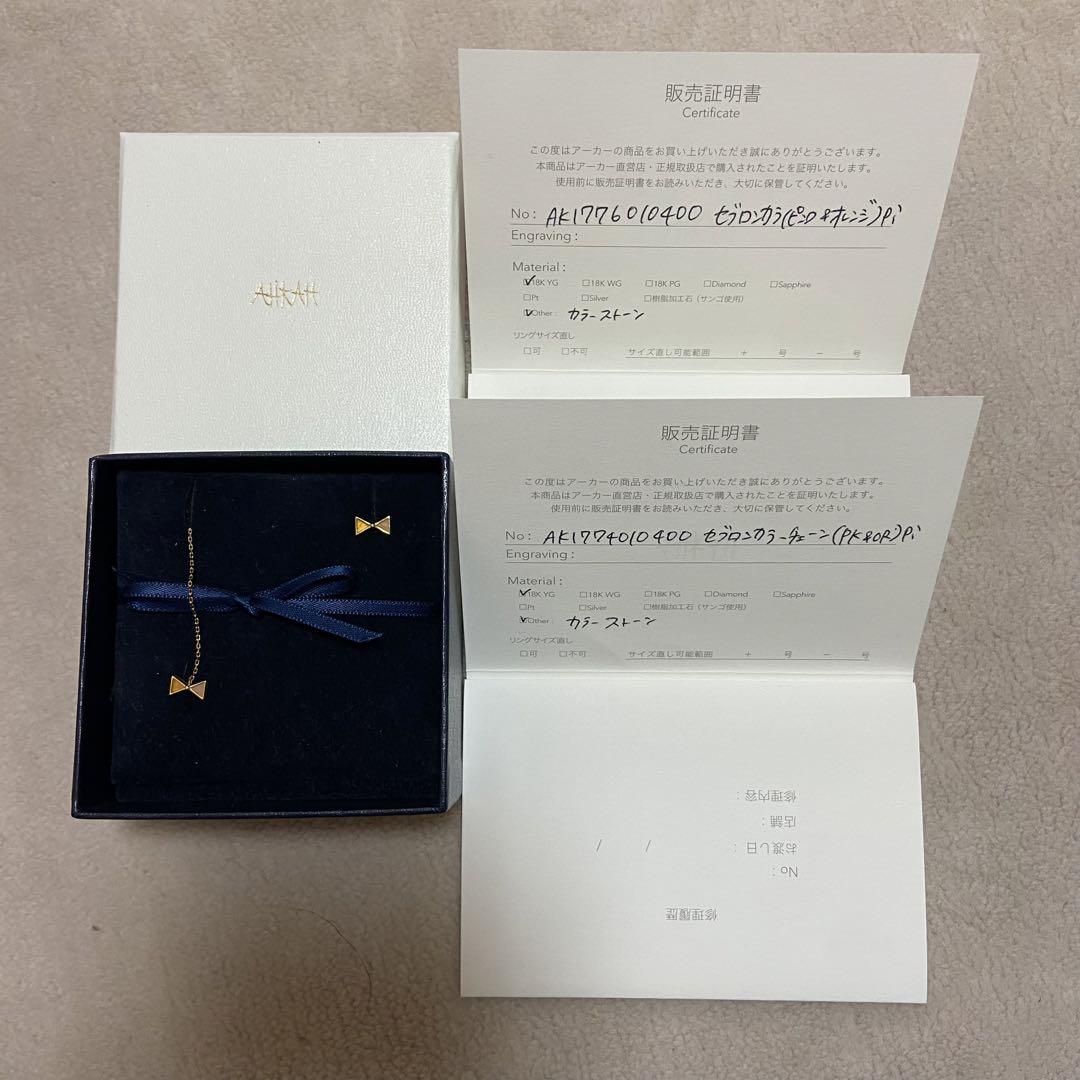 AHKAH
販売証明書
Certificate
この度はアーカーの商品をお買い上げいただき誠にありがとうございます。
本商品はアーカー直営店・正規取扱店で購入されたことを証明いたします。
使用前に販売証明書をお読みいただき、大切に保管してください。
No: AK1776010400 セブロンカラ(ピンク&オレンジ)Pi
Engraving:
Material:
☑18K YG □18K WG □18K PG □Diamond □Sapphire
□Pt □Silver □樹脂加工石（サンゴ使用）
☑Other: カラーストーン
リングサイズ直し
□可 □不可 サイズ直し可能範囲 + 号 − 号
販売証明書
Certificate
この度はアーカーの商品をお買い上げいただき誠にありがとうございます。
本商品はアーカー直営店・正規取扱店で購入されたことを証明いたします。
使用前に販売証明書をお読みいただき、大切に保管してください。
No: AK1774010400 セブロンカラーチェーン(PK&OR)Pi
Engraving:
Material:
☑18K YG □18K WG □18K PG □Diamond □Sapphire
□Pt □Silver □樹脂加工石（サンゴ使用）
☑Other: カラーストーン
リングサイズ直し
□可 □不可 サイズ直し可能範囲 + 号 − 号
修理履歴
No:
お渡し日: / /
店舗:
修理内容: